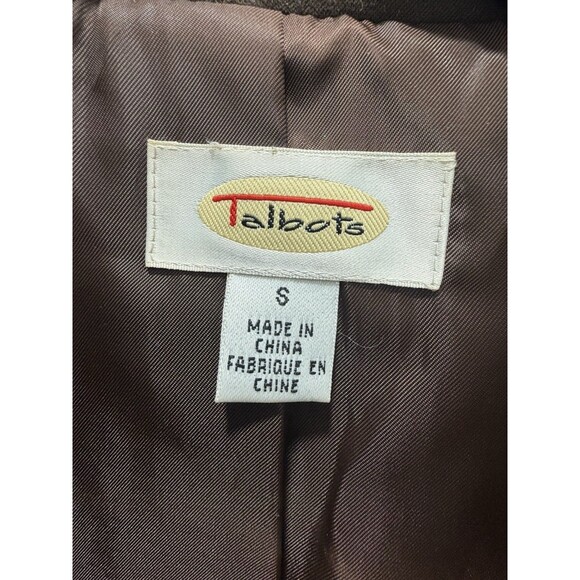 Talbots
S
MADE IN
CHINA
FABRIQUE EN
CHINE